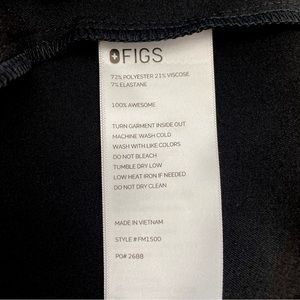 FIGS
72% POLYESTER 21% VISCOSE
7% ELASTANE
100% AWESOME
TURN GARMENT INSIDE OUT
MACHINE WASH COLD
WASH WITH LIKE COLORS
DO NOT BLEACH
TUMBLE DRY LOW
LOW HEAT IRON IF NEEDED
DO NOT DRY CLEAN
MADE IN VIETNAM
STYLE # FM1500
PO# 2688